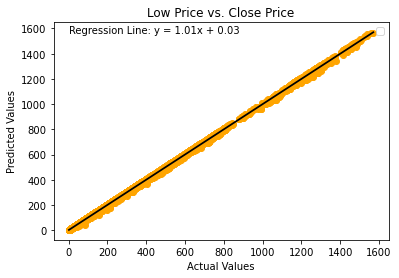 Low Price vs. Close Price
Regression Line: y = 1.01x + 0.03
1600
1400
1200
1000
800
600
400
200
0
Predicted Values
0 200 400 600 800 1000 1200 1400 1600
Actual Values